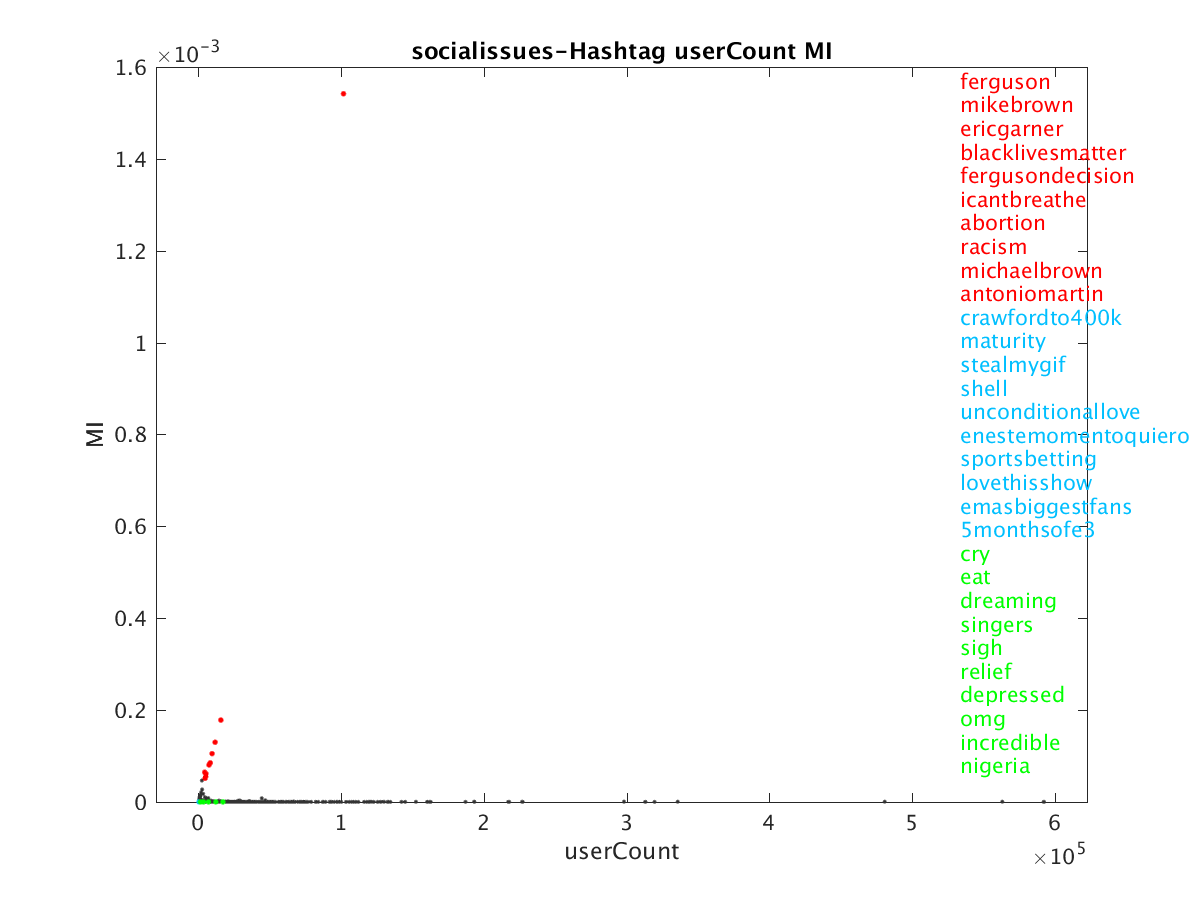 ×10⁻³
socialissues-Hashtag userCount MI
1.6
1.4
1.2
1
0.8
0.6
0.4
0.2
0
MI
ferguson
mikebrown
ericgarner
blacklivesmatter
fergusondecision
icantbreathe
abortion
racism
michaelbrown
antoniomartin
crawfordto400k
maturity
stealmygif
shell
unconditionallove
enestemomentoquiero
sportsbetting
lovethisshow
emasbiggestfans
5monthsofe3
cry
eat
dreaming
singers
sigh
relief
depressed
omg
incredible
nigeria
0 1 2 3 4 5 6
userCount
×10⁵